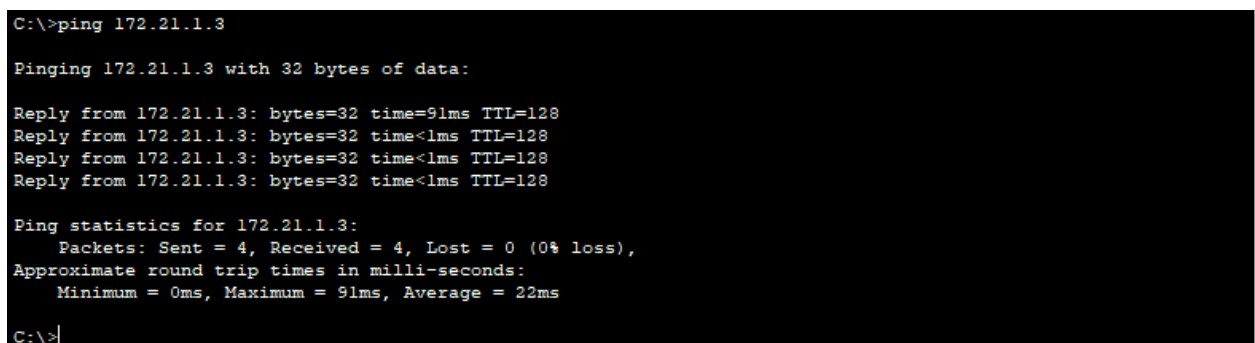 C:\>ping 172.21.1.3
Pinging 172.21.1.3 with 32 bytes of data:
Reply from 172.21.1.3: bytes=32 time=91ms TTL=128
Reply from 172.21.1.3: bytes=32 time<1ms TTL=128
Reply from 172.21.1.3: bytes=32 time<1ms TTL=128
Reply from 172.21.1.3: bytes=32 time<1ms TTL=128
Ping statistics for 172.21.1.3:
Packets: Sent = 4, Received = 4, Lost = 0 (0% loss),
Approximate round trip times in milli-seconds:
Minimum = 0ms, Maximum = 91ms, Average = 22ms
C:\>